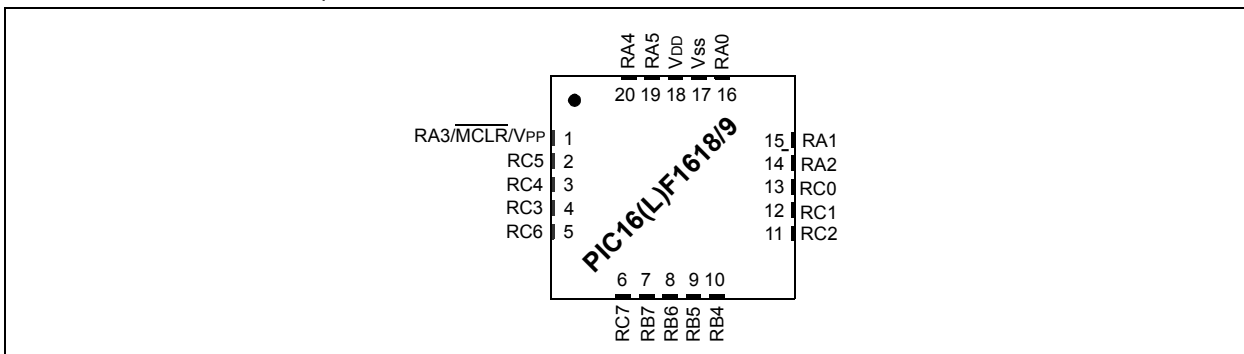 RA4 RA5 VDD Vss RA0
20 19 18 17 16
RA3/MCLR/VPP 1
RC5 2
RC4 3
RC3 4
RC6 5
PIC16(L)F1618/9
15 RA1
14 RA2
13 RC0
12 RC1
11 RC2
6 7 8 9 10
RC7 RB7 RB6 RB5 RB4